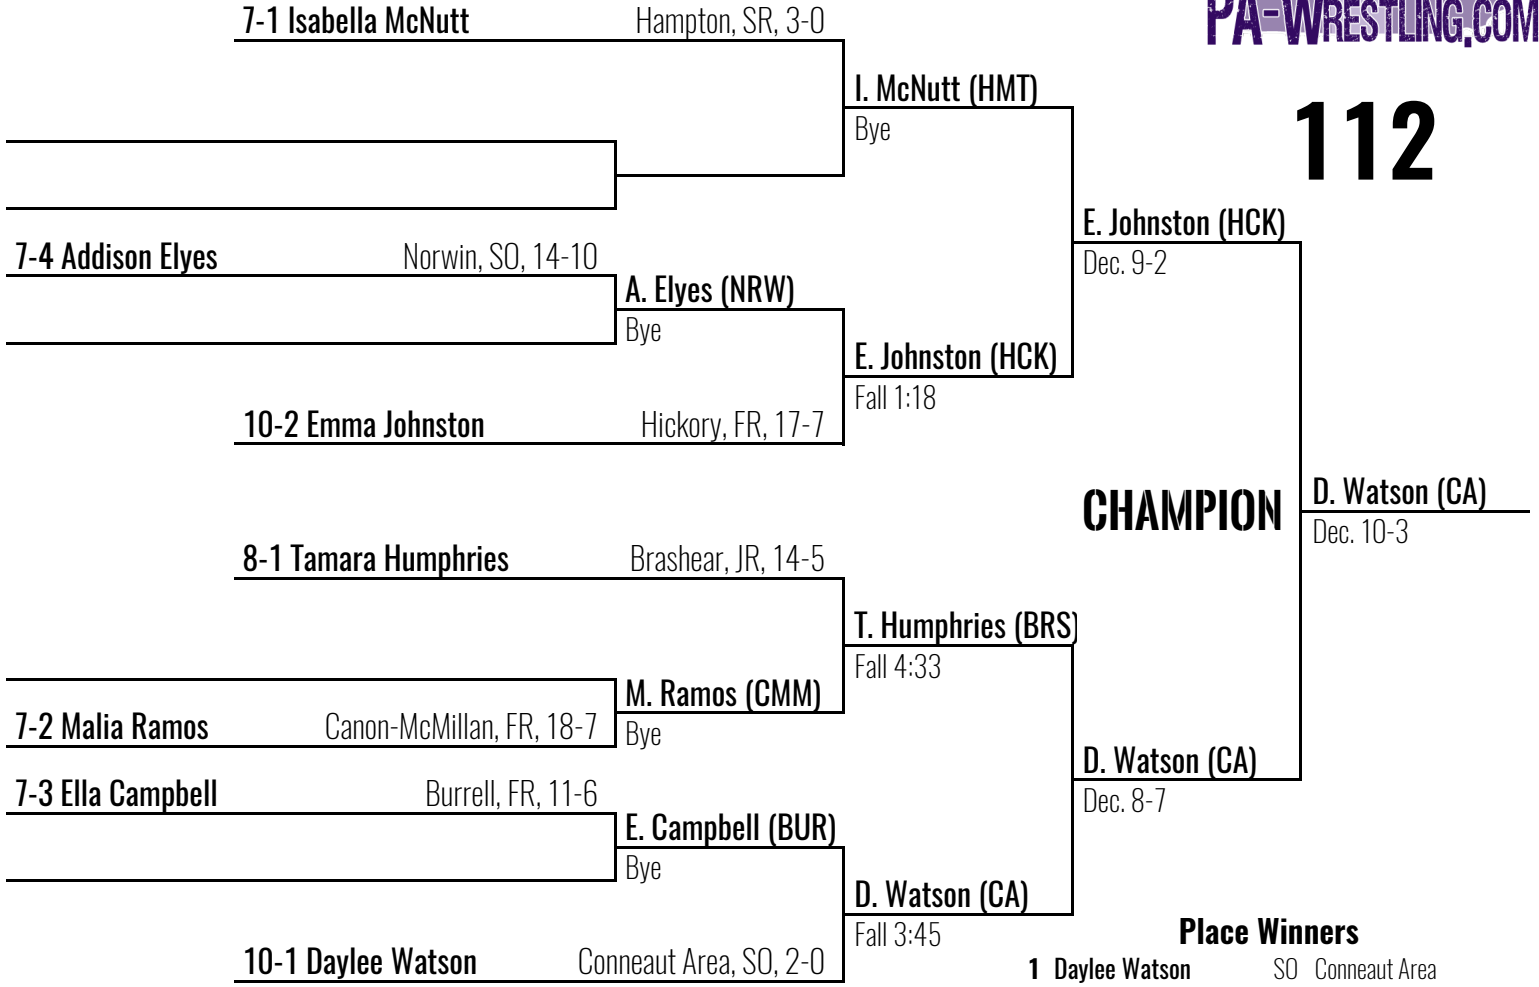 PA-WRESTLING.COM
112
7-1 Isabella McNutt Hampton, SR, 3-0
I. McNutt (HMT)
Bye
E. Johnston (HCK)
Dec. 9-2
7-4 Addison Elyes Norwin, SO, 14-10
A. Elyes (NRW)
Bye
E. Johnston (HCK)
Fall 1:18
10-2 Emma Johnston Hickory, FR, 17-7
CHAMPION
D. Watson (CA)
Dec. 10-3
8-1 Tamara Humphries Brashear, JR, 14-5
T. Humphries (BRS)
Fall 4:33
M. Ramos (CMM)
7-2 Malia Ramos Canon-McMillan, FR, 18-7
Bye
D. Watson (CA)
Dec. 8-7
7-3 Ella Campbell Burrell, FR, 11-6
E. Campbell (BUR)
Bye
D. Watson (CA)
Fall 3:45
10-1 Daylee Watson Conneaut Area, SO, 2-0
Place Winners
1 Daylee Watson SO Conneaut Area